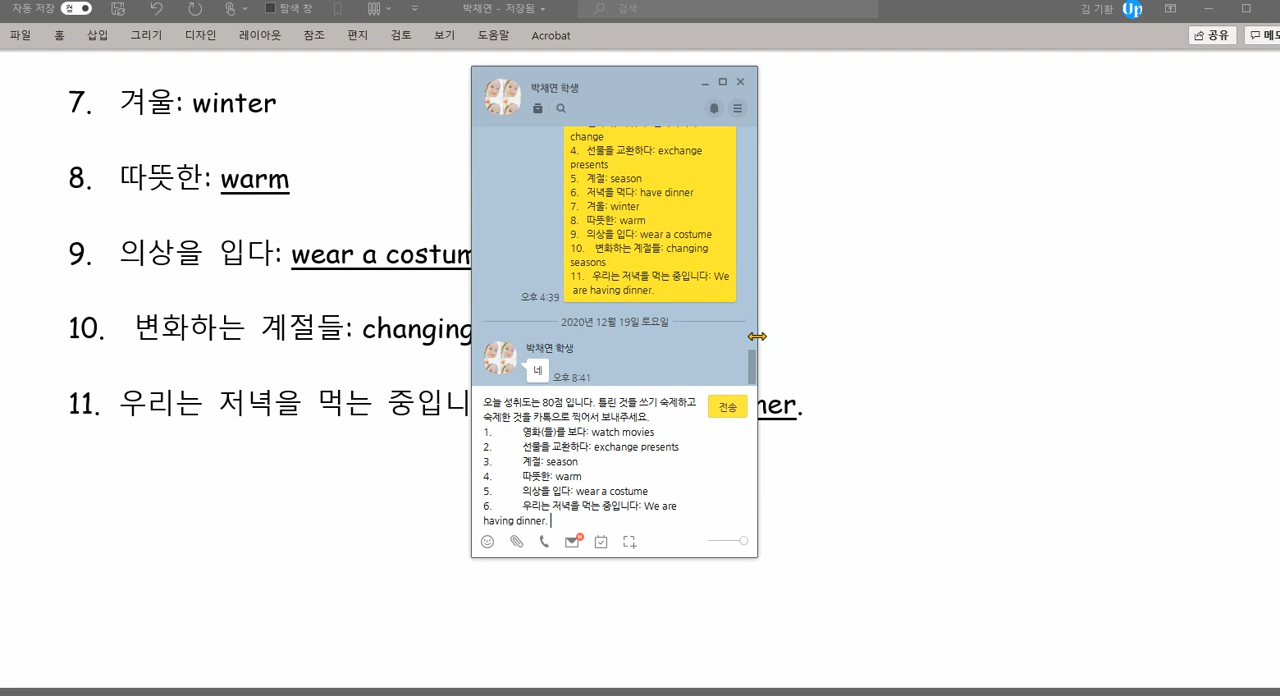 자동 저장 켬 탐색 창 박채연 - 저장됨 검색 김 기환 Up
파일 홈 삽입 그리기 디자인 레이아웃 참조 편지 검토 보기 도움말 Acrobat 공유
7. 겨울: winter
8. 따뜻한: warm
9. 의상을 입다: wear a costum
10. 변화하는 계절들: changing
11. 우리는 저녁을 먹는 중입니 ner.
박채연 학생
change
4. 선물을 교환하다: exchange
presents
5. 계절: season
6. 저녁을 먹다: have dinner
7. 겨울: winter
8. 따뜻한: warm
9. 의상을 입다: wear a costume
10. 변화하는 계절들: changing
seasons
11. 우리는 저녁을 먹는 중입니다: We
are having dinner.
오후 4:39
2020년 12월 19일 토요일
박채연 학생
네
오후 8:41
오늘 성취도는 80점 입니다. 틀린 것들을 쓰기 숙제하고
숙제한 것을 카톡으로 찍어서 보내주세요.
전송
1. 영화(들)를 보다: watch movies
2. 선물을 교환하다: exchange presents
3. 계절: season
4. 따뜻한: warm
5. 의상을 입다: wear a costume
6. 우리는 저녁을 먹는 중입니다: We are
having dinner.